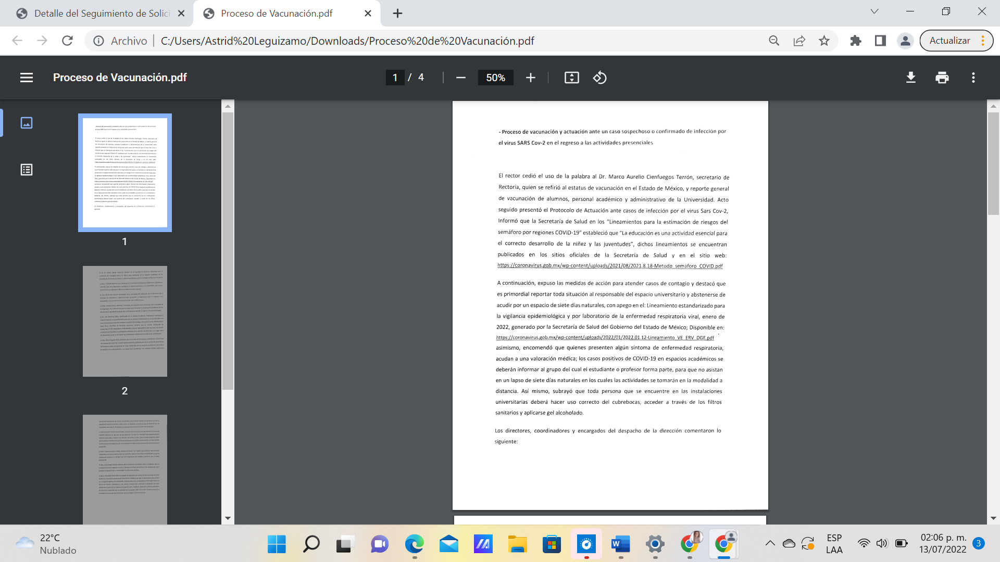 Detalle del Seguimiento de Solici
Proceso de Vacunación.pdf
Archivo
C:/Users/Astrid%20Leguizamo/Downloads/Proceso%20de%20Vacunación.pdf
Actualizar
Proceso de Vacunación.pdf
1 / 4
50%
1
2
- Proceso de vacunación y actuación ante un caso sospechoso o confirmado de infección por
el virus SARS Cov-2 en el regreso a las actividades presenciales
El rector cedió el uso de la palabra al Dr. Marco Aurelio Cienfuegos Terrón, secretario de
Rectoría, quien se refirió al estatus de vacunación en el Estado de México, y reporte general
de vacunación de alumnos, personal académico y administrativo de la Universidad. Acto
seguido presentó el Protocolo de Actuación ante casos de infección por el virus Sars Cov-2,
Informó que la Secretaría de Salud en los "Lineamientos para la estimación de riesgos del
semáforo por regiones COVID-19" estableció que "La educación es una actividad esencial para
el correcto desarrollo de la niñez y las juventudes", dichos lineamientos se encuentran
publicados en los sitios oficiales de la Secretaría de Salud y en el sitio web:
https://coronavirus.gob.mx/wp-content/uploads/2021/08/2021.8.18-Metodo_semaforo_COVID.pdf
A continuación, expuso las medidas de acción para atender casos de contagio y destacó que
es primordial reportar toda situación al responsable del espacio universitario y abstenerse de
acudir por un espacio de siete días naturales, con apego en el: Lineamiento estandarizado para
la vigilancia epidemiológica y por laboratorio de la enfermedad respiratoria viral, enero de
2022, generado por la Secretaría de Salud del Gobierno del Estado de México; Disponible en:
https://coronavirus.gob.mx/wp-content/uploads/2022/01/2022.01.12-Lineamiento_VE_ERV_DGE.pdf
asimismo, encomendó que quienes presenten algún síntoma de enfermedad respiratoria,
acudan a una valoración médica; los casos positivos de COVID-19 en espacios académicos se
deberán informar al grupo del cual el estudiante o profesor forma parte, para que no asistan
en un lapso de siete días naturales en los cuales las actividades se tomarán en la modalidad a
distancia. Así mismo, subrayó que toda persona que se encuentre en las instalaciones
universitarias deberá hacer uso correcto del cubrebocas, acceder a través de los filtros
sanitarios y aplicarse gel alcoholado.
Los directores, coordinadores y encargados del despacho de la dirección comentaron lo
siguiente:
22°C
Nublado
ESP
LAA
02:06 p. m.
13/07/2022
3